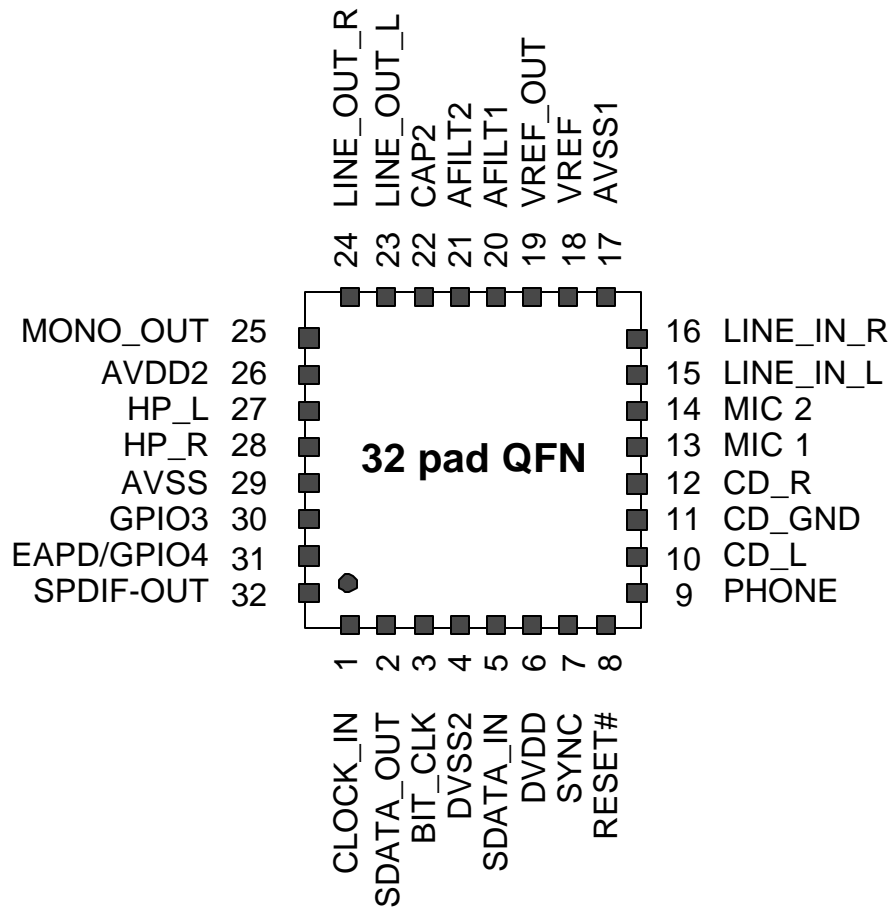 LINE_OUT_R
LINE_OUT_L
CAP2
AFILT2
AFILT1
VREF_OUT
VREF
AVSS1
24
23
22
21
20
19
18
17
MONO_OUT 25
AVDD2 26
HP_L 27
HP_R 28
AVSS 29
GPIO3 30
EAPD/GPIO4 31
SPDIF-OUT 32
32 pad QFN
16 LINE_IN_R
15 LINE_IN_L
14 MIC 2
13 MIC 1
12 CD_R
11 CD_GND
10 CD_L
9 PHONE
1
2
3
4
5
6
7
8
CLOCK_IN
SDATA_OUT
BIT_CLK
DVSS2
SDATA_IN
DVDD
SYNC
RESET#